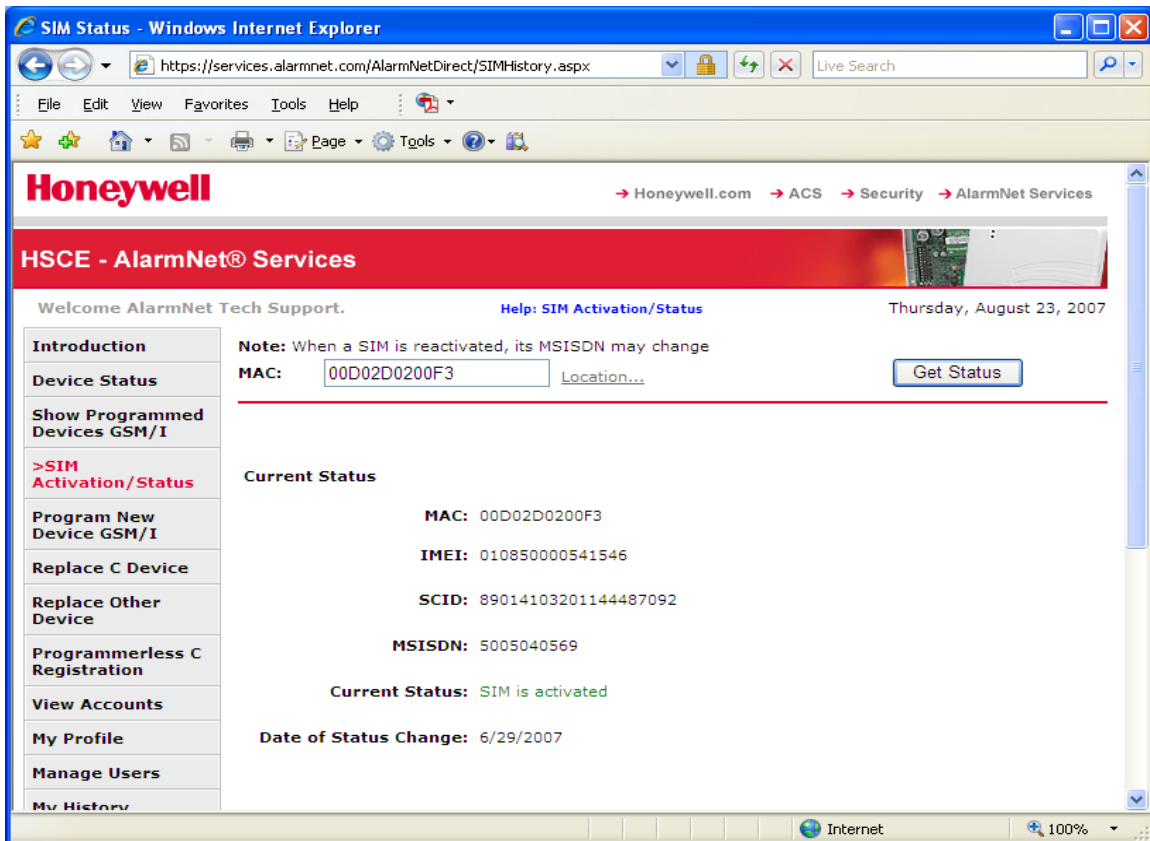 SIM Status - Windows Internet Explorer
https://services.alarmnet.com/AlarmNetDirect/SIMHistory.aspx
Live Search
File Edit View Favorites Tools Help
Page Tools
Honeywell
Honeywell.com ACS Security AlarmNet Services
HSCE - AlarmNet® Services
Welcome AlarmNet Tech Support. Help: SIM Activation/Status Thursday, August 23, 2007
Introduction
Device Status
Show Programmed
Devices GSM/I
>SIM
Activation/Status
Program New
Device GSM/I
Replace C Device
Replace Other
Device
Programmerless C
Registration
View Accounts
My Profile
Manage Users
My History
Note: When a SIM is reactivated, its MSISDN may change
MAC: 00D02D0200F3 Location... Get Status
Current Status
MAC: 00D02D0200F3
IMEI: 010850000541546
SCID: 89014103201144487092
MSISDN: 5005040569
Current Status: SIM is activated
Date of Status Change: 6/29/2007
Internet 100%